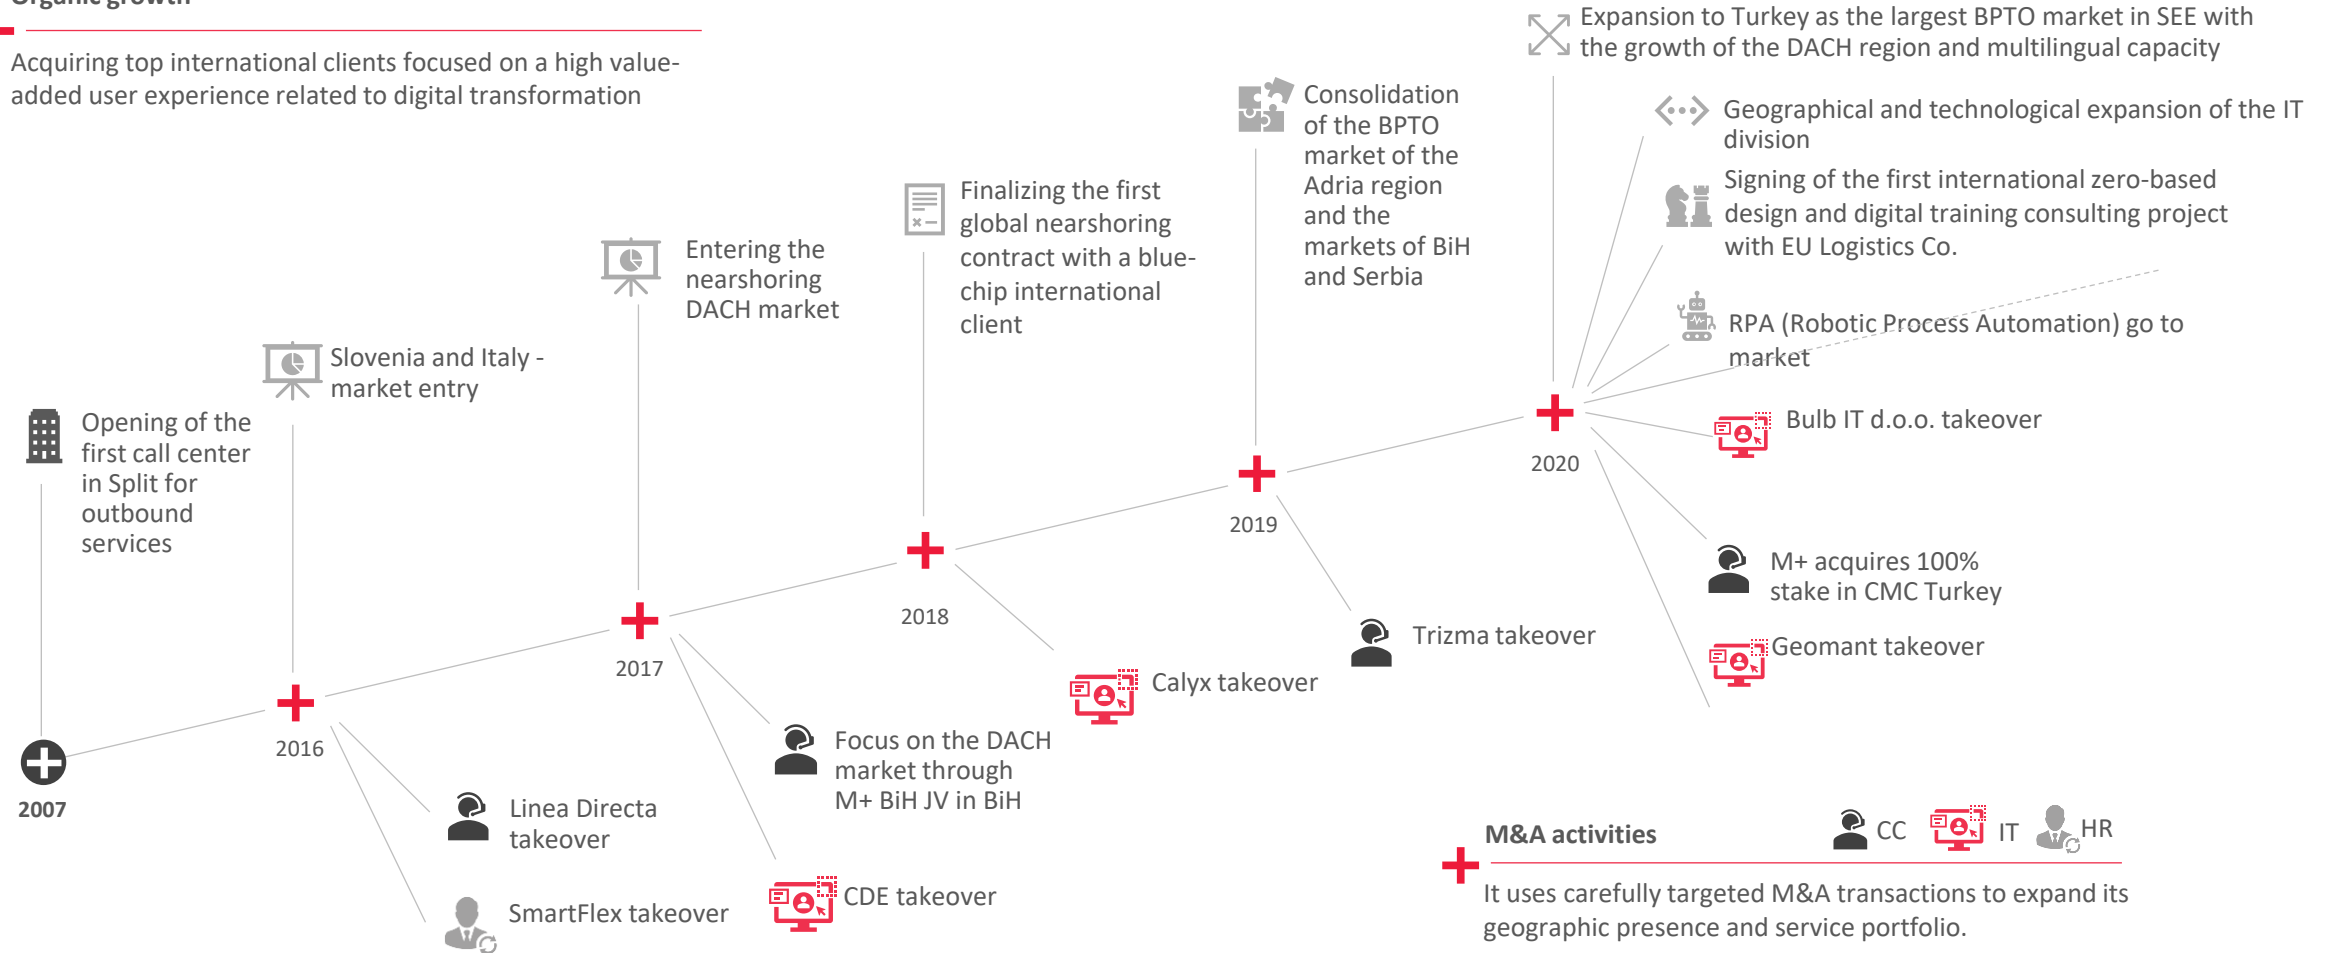 Organic growth
Acquiring top international clients focused on a high value-
added user experience related to digital transformation
Opening of the
first call center
in Split for
outbound
services
2007
Slovenia and Italy -
market entry
2016
Linea Directa
takeover
SmartFlex takeover
Entering the
nearshoring
DACH market
2017
Focus on the DACH
market through
M+ BiH JV in BiH
CDE takeover
Finalizing the first
global nearshoring
contract with a blue-
chip international
client
2018
Calyx takeover
Consolidation
of the BPTO
market of the
Adria region
and the
markets of BiH
and Serbia
2019
Trizma takeover
Expansion to Turkey as the largest BPTO market in SEE with
the growth of the DACH region and multilingual capacity
Geographical and technological expansion of the IT
division
Signing of the first international zero-based
design and digital training consulting project
with EU Logistics Co.
RPA (Robotic Process Automation) go to
market
2020
Bulb IT d.o.o. takeover
M+ acquires 100%
stake in CMC Turkey
Geomant takeover
M&A activities
CC
IT
HR
It uses carefully targeted M&A transactions to expand its
geographic presence and service portfolio.